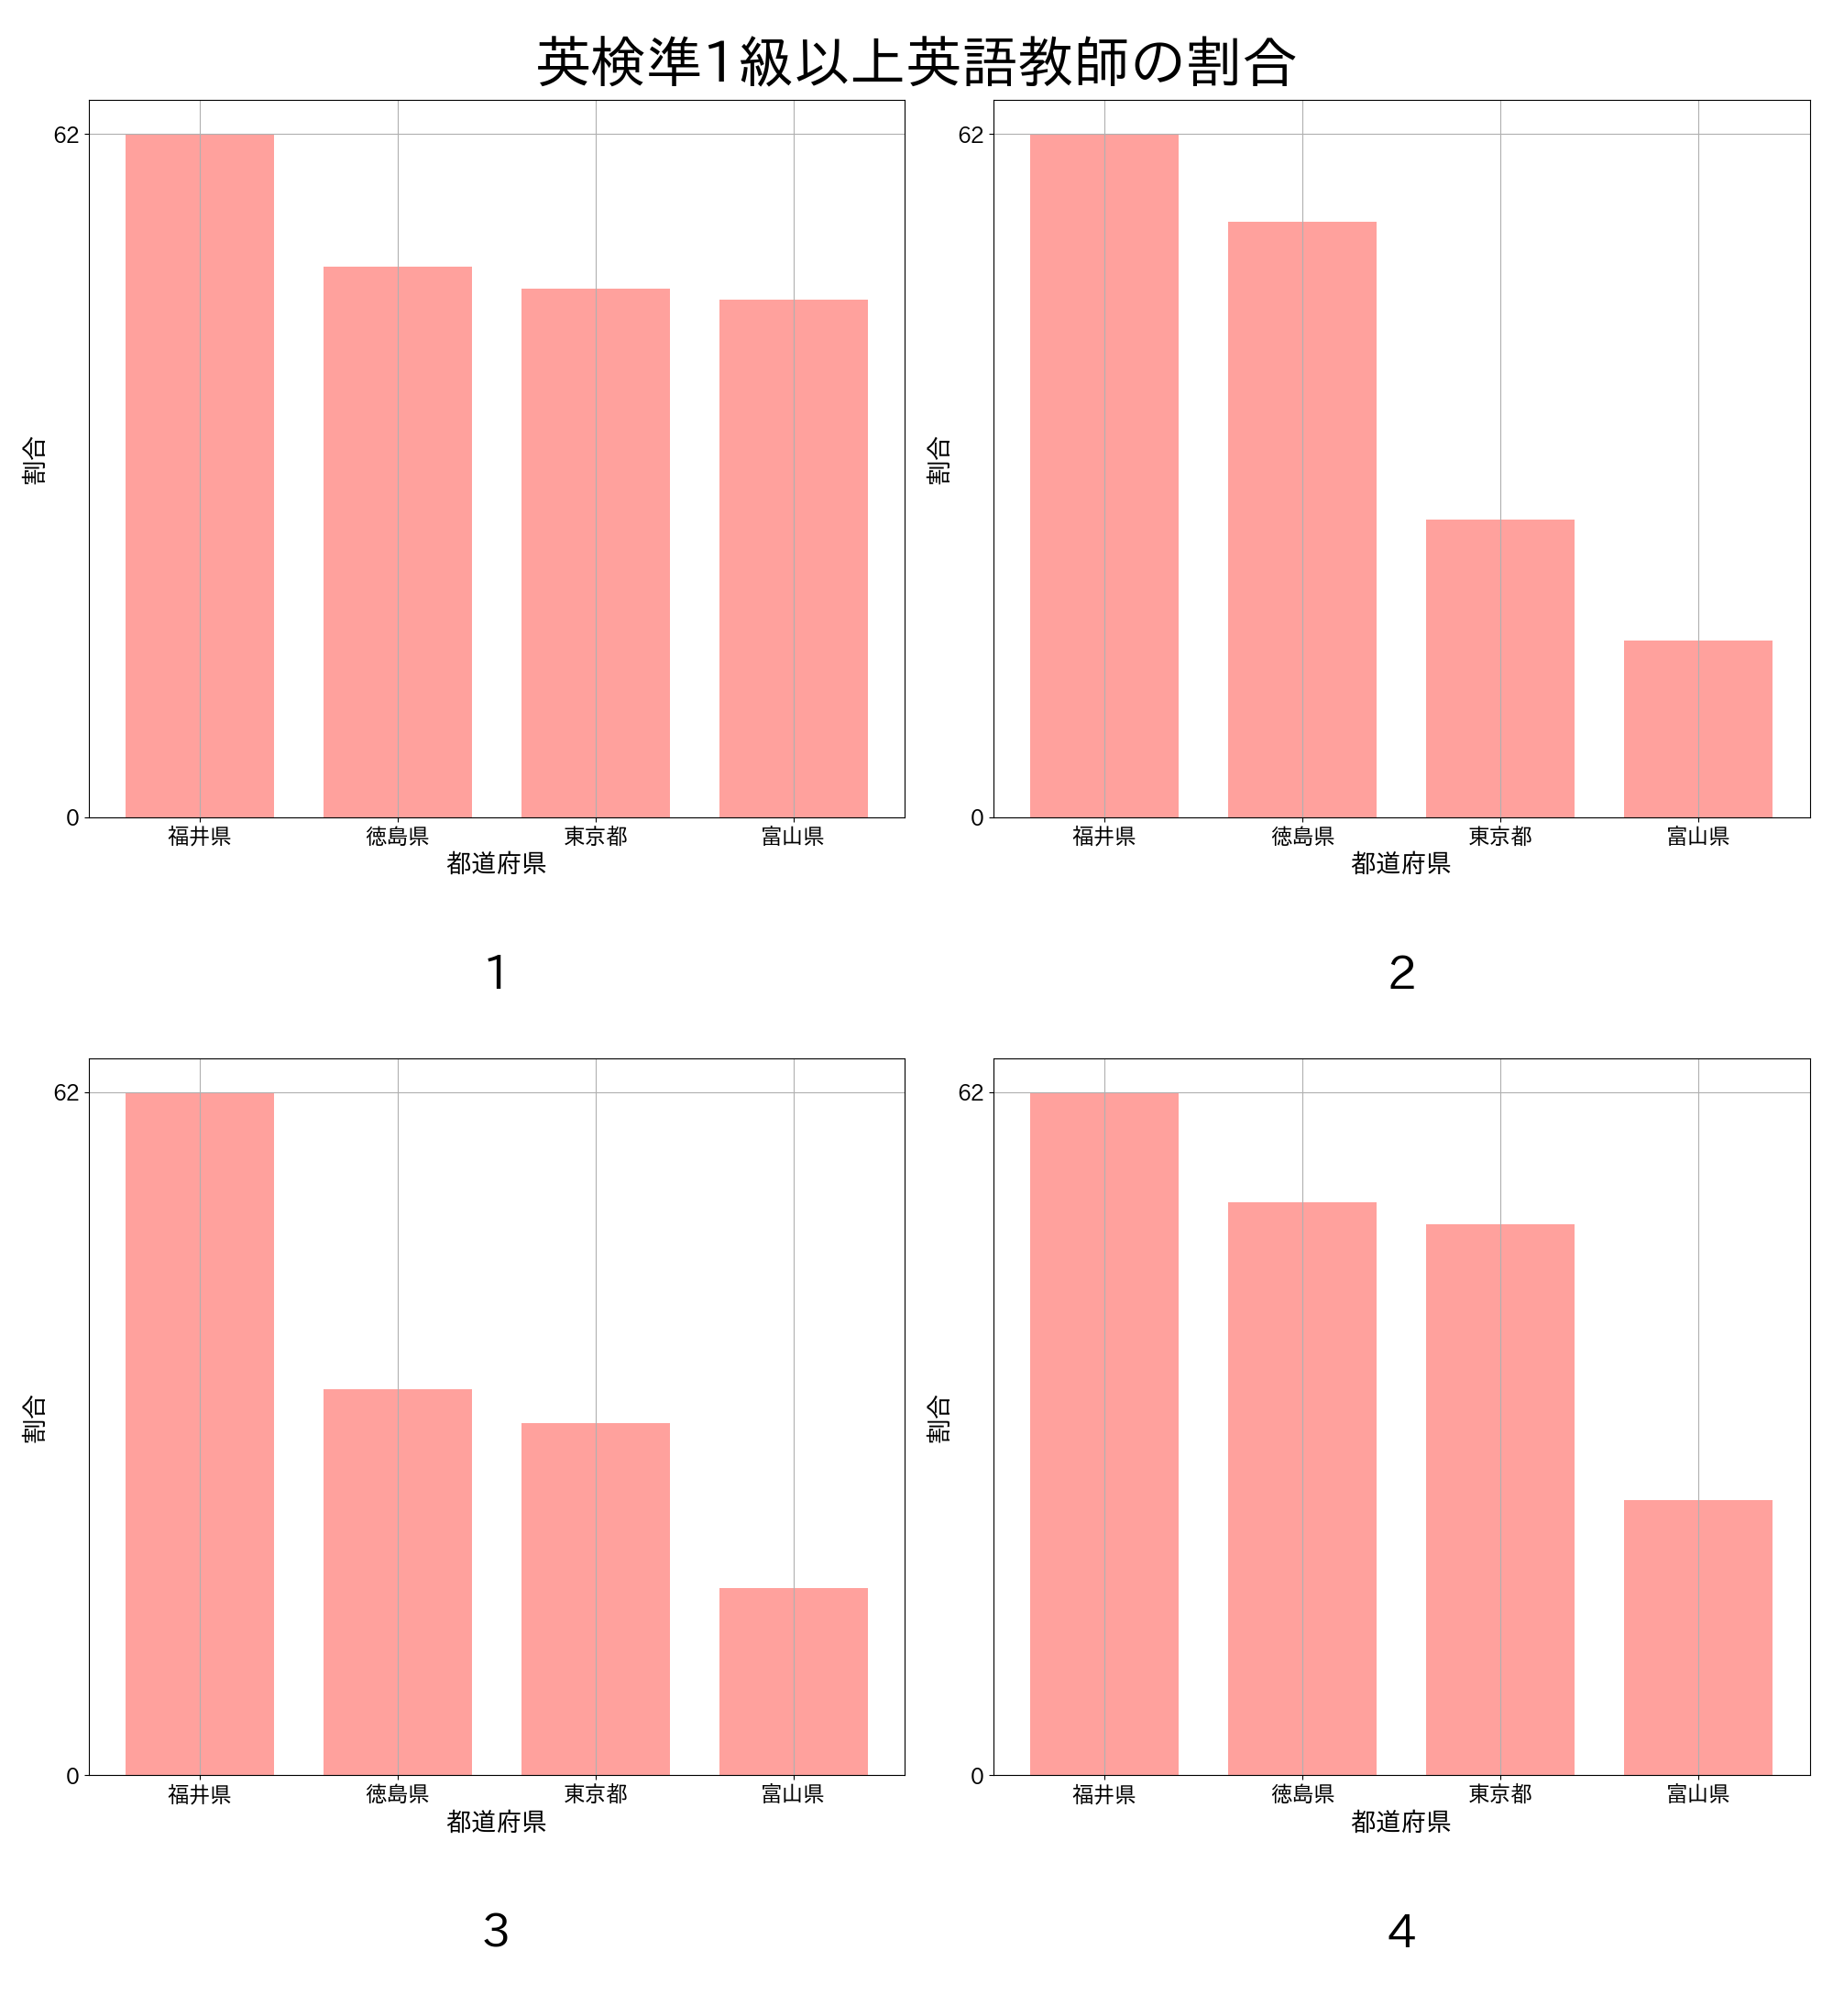 英検準1級以上英語教師の割合
62
0
割合
福井県 徳島県 東京都 富山県
都道府県
1
62
0
割合
福井県 徳島県 東京都 富山県
都道府県
2
62
0
割合
福井県 徳島県 東京都 富山県
都道府県
3
62
0
割合
福井県 徳島県 東京都 富山県
都道府県
4